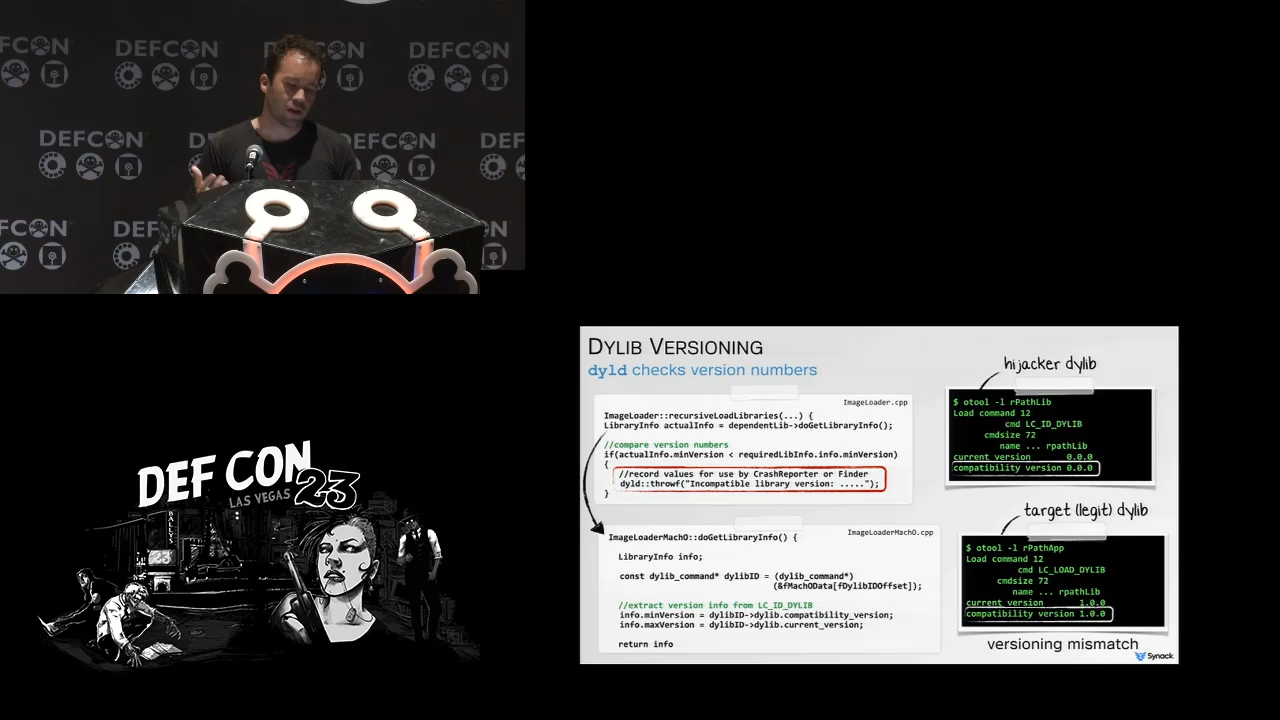 DEFCON
DEFCON
DEFCON
DEFCON
DEFCON
DEFCON
DEFCON
DEF CON 23
LAS VEGAS
BALLYS
DYLIB VERSIONING
dyld checks version numbers
ImageLoader.cpp
ImageLoader::recursiveLoadLibraries(...) {
LibraryInfo actualInfo = dependentLib->doGetLibraryInfo();
//compare version numbers
if(actualInfo.minVersion < requiredLibInfo.info.minVersion)
{
//record values for use by CrashReporter or Finder
dyld::throwf("Incompatible library version: .....");
}
ImageLoaderMachO.cpp
ImageLoaderMachO::doGetLibraryInfo() {
LibraryInfo info;
const dylib_command* dylibID = (dylib_command*)
(&fMachOData[fDylibIDOffset]);
//extract version info from LC_ID_DYLIB
info.minVersion = dylibID->dylib.compatibility_version;
info.maxVersion = dylibID->dylib.current_version;
return info
hijacker dylib
$ otool -l rPathLib
Load command 12
cmd LC_ID_DYLIB
cmdsize 72
name ... rpathLib
current version 0.0.0
compatibility version 0.0.0
target (legit) dylib
$ otool -l rPathApp
Load command 12
cmd LC_LOAD_DYLIB
cmdsize 72
name ... rpathLib
current version 1.0.0
compatibility version 1.0.0
versioning mismatch
Synack